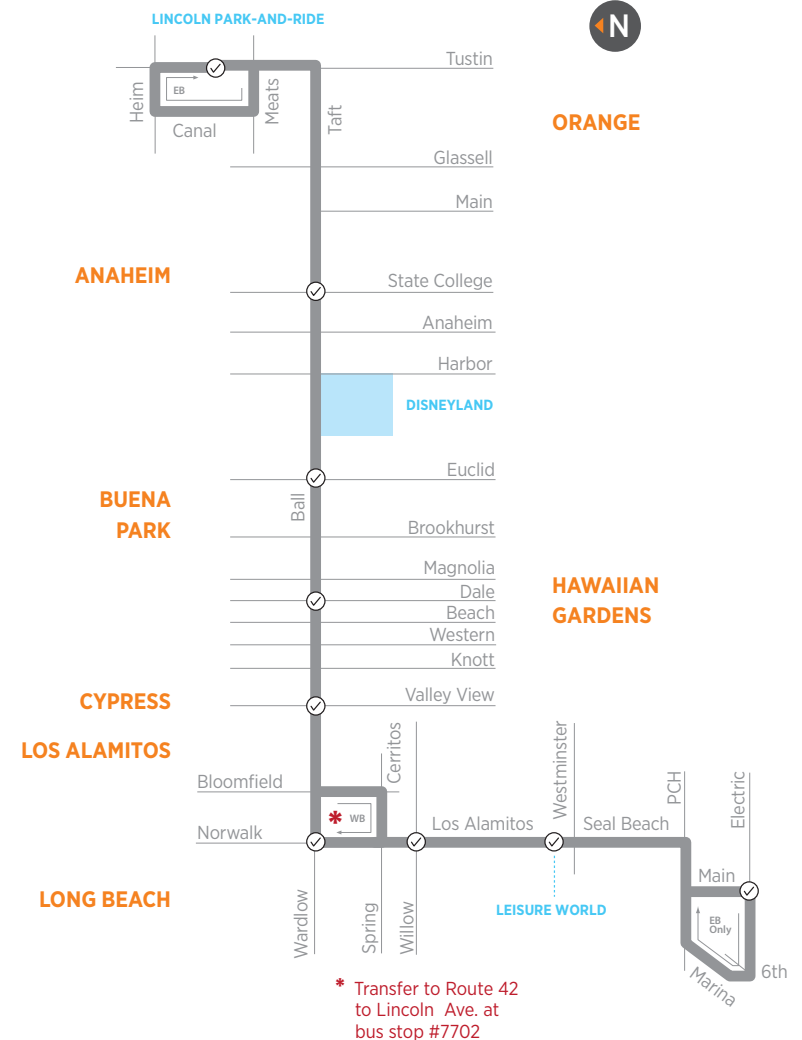 LINCOLN PARK-AND-RIDE
N
Tustin
EB
Heim
Meats
Canal
Taft
ORANGE
Glassell
Main
ANAHEIM
State College
Anaheim
Harbor
DISNEYLAND
Euclid
BUENA
PARK
Ball
Brookhurst
Magnolia
HAWAIIAN
GARDENS
Dale
Beach
Western
Knott
CYPRESS
Valley View
LOS ALAMITOS
Cerritos
Westminster
Bloomfield
PCH
Electric
* WB
Norwalk
Los Alamitos
Seal Beach
LONG BEACH
Main
Wardlow
Spring
Willow
LEISURE WORLD
EB
Only
Marina
6th
* Transfer to Route 42
to Lincoln Ave. at
bus stop #7702